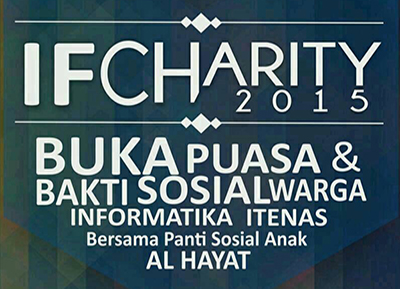 IFCHARITY
2015
BUKA PUASA &
BAKTI SOSIAL WARGA
INFORMATIKA ITENAS
Bersama Panti Sosial Anak
AL HAYAT